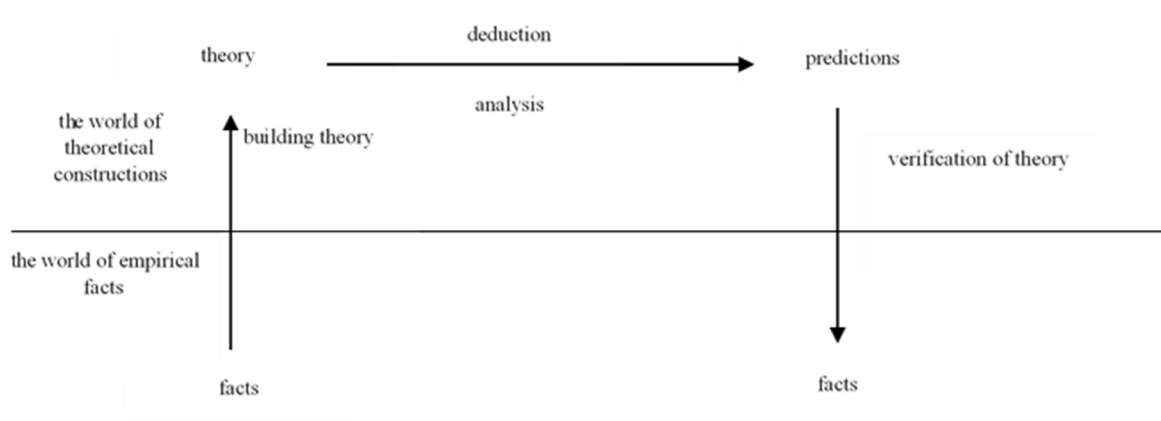 deduction
theory
predictions
analysis
the world of
theoretical
constructions
building theory
verification of theory
the world of empirical
facts
facts
facts